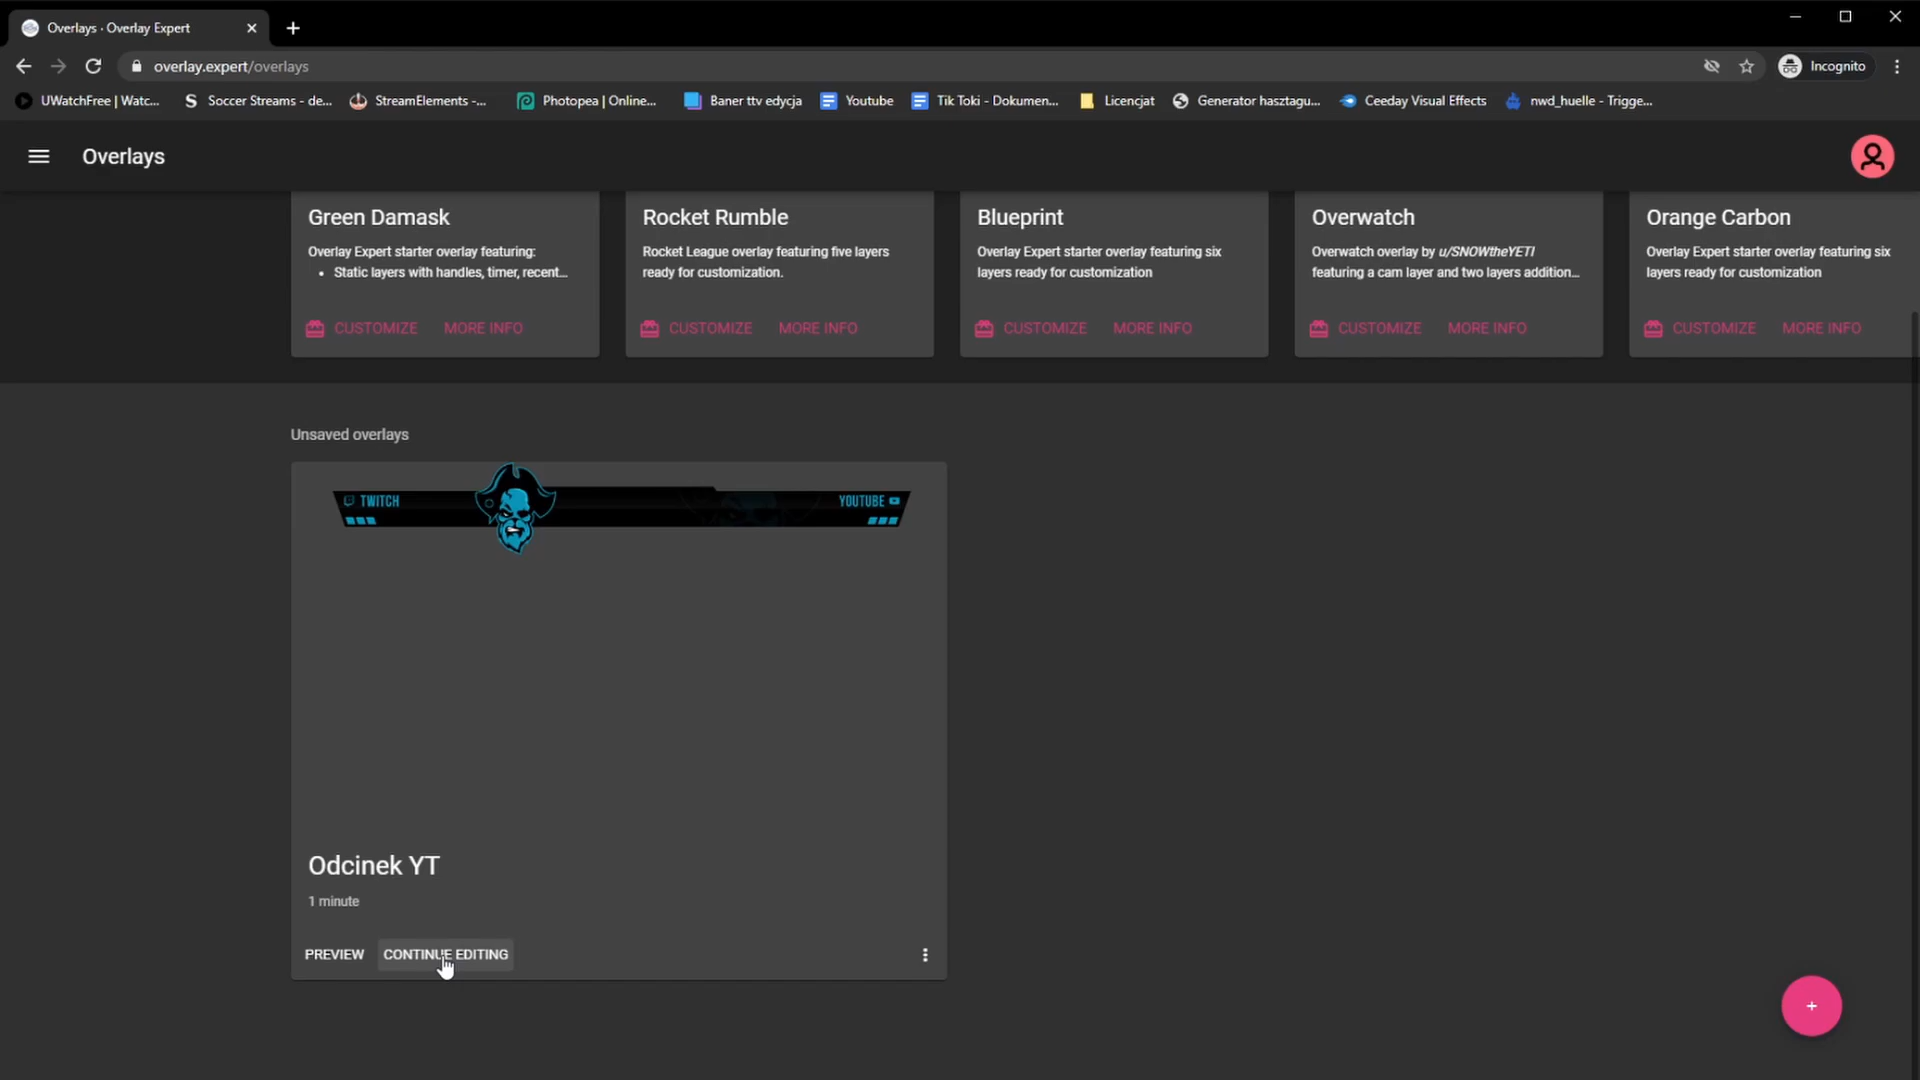 Overlays · Overlay Expert
overlay.expert/overlays
Incognito
UWatchFree | Watc...
Soccer Streams - de...
StreamElements -...
Photopea | Online...
Baner ttv edycja
Youtube
Tik Toki - Dokumen...
Licencjat
Generator hasztagu...
Ceeday Visual Effects
nwd_huelle - Trigge...
Overlays
Green Damask
Overlay Expert starter overlay featuring:
• Static layers with handles, timer, recent...
CUSTOMIZE MORE INFO
Rocket Rumble
Rocket League overlay featuring five layers
ready for customization.
CUSTOMIZE MORE INFO
Blueprint
Overlay Expert starter overlay featuring six
layers ready for customization
CUSTOMIZE MORE INFO
Overwatch
Overwatch overlay by u/SNOWtheYETI
featuring a cam layer and two layers addition...
CUSTOMIZE MORE INFO
Orange Carbon
Overlay Expert starter overlay featuring six
layers ready for customization
CUSTOMIZE MORE INFO
Unsaved overlays
TWITCH
YOUTUBE
Odcinek YT
1 minute
PREVIEW CONTINUE EDITING